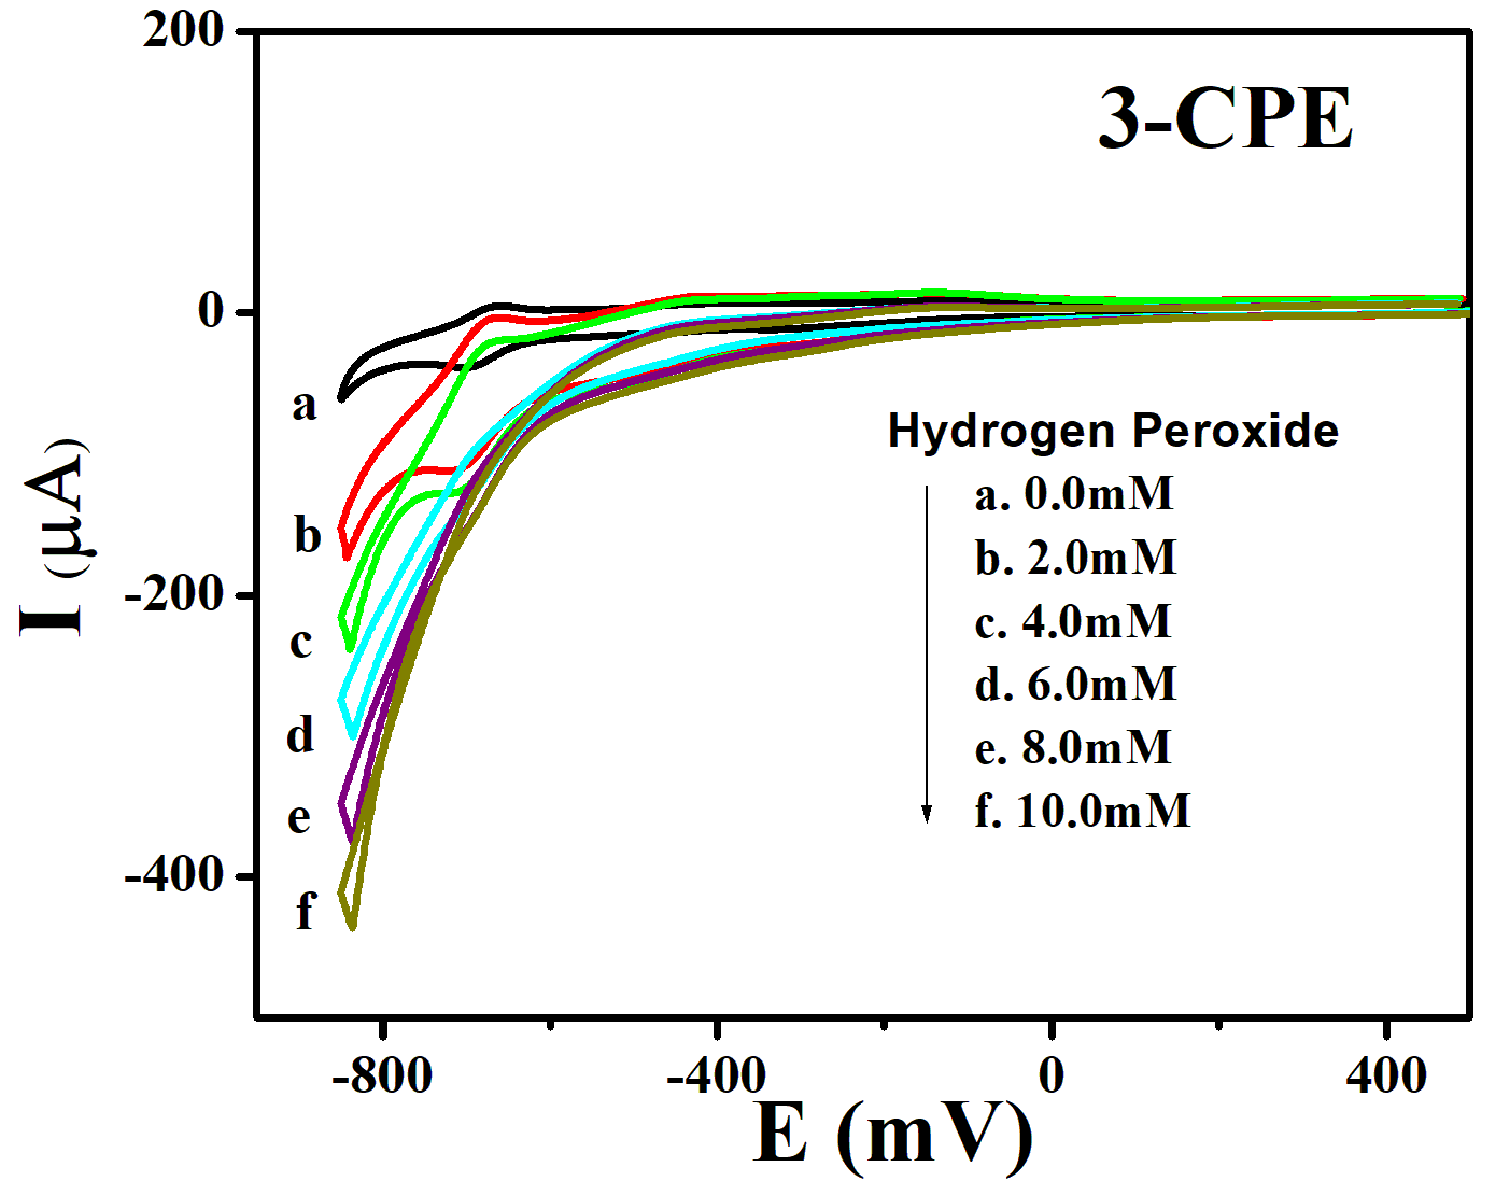 200
3-CPE
0
a
Hydrogen Peroxide
a. 0.0mM
b
b. 2.0mM
I (μA)
-200
c
c. 4.0mM
d
d. 6.0mM
e
e. 8.0mM
f. 10.0mM
-400
f
-800 -400 0 400
E (mV)